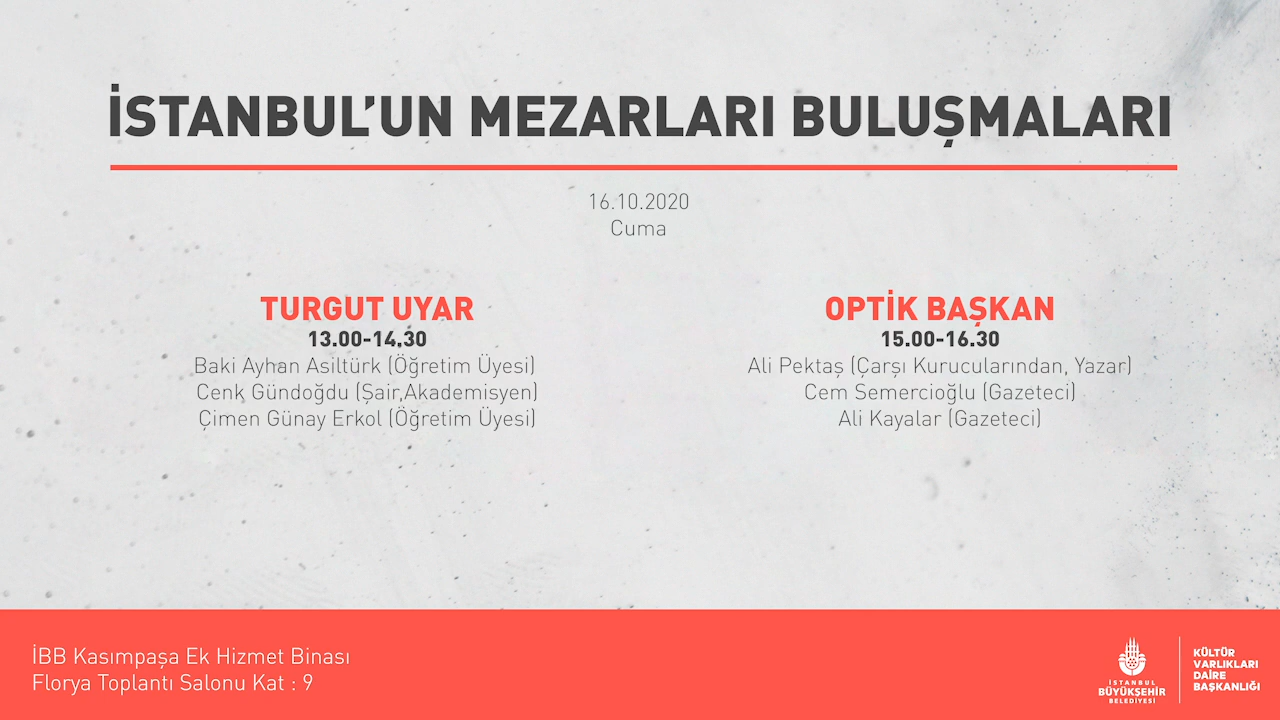 İSTANBUL’UN MEZARLARI BULUŞMALARI
16.10.2020
Cuma
TURGUT UYAR
13.00-14.30
Baki Ayhan Asiltürk (Öğretim Üyesi)
Cenk Gündoğdu (Şair,Akademisyen)
Çimen Günay Erkol (Öğretim Üyesi)
OPTİK BAŞKAN
15.00-16.30
Ali Pektaş (Çarşı Kurucularından, Yazar)
Cem Semercioğlu (Gazeteci)
Ali Kayalar (Gazeteci)
İBB Kasımpaşa Ek Hizmet Binası
Florya Toplantı Salonu Kat : 9
İSTANBUL
BÜYÜKŞEHİR
BELEDİYESİ
KÜLTÜR
VARLIKLARI
DAİRE
BAŞKANLIĞI